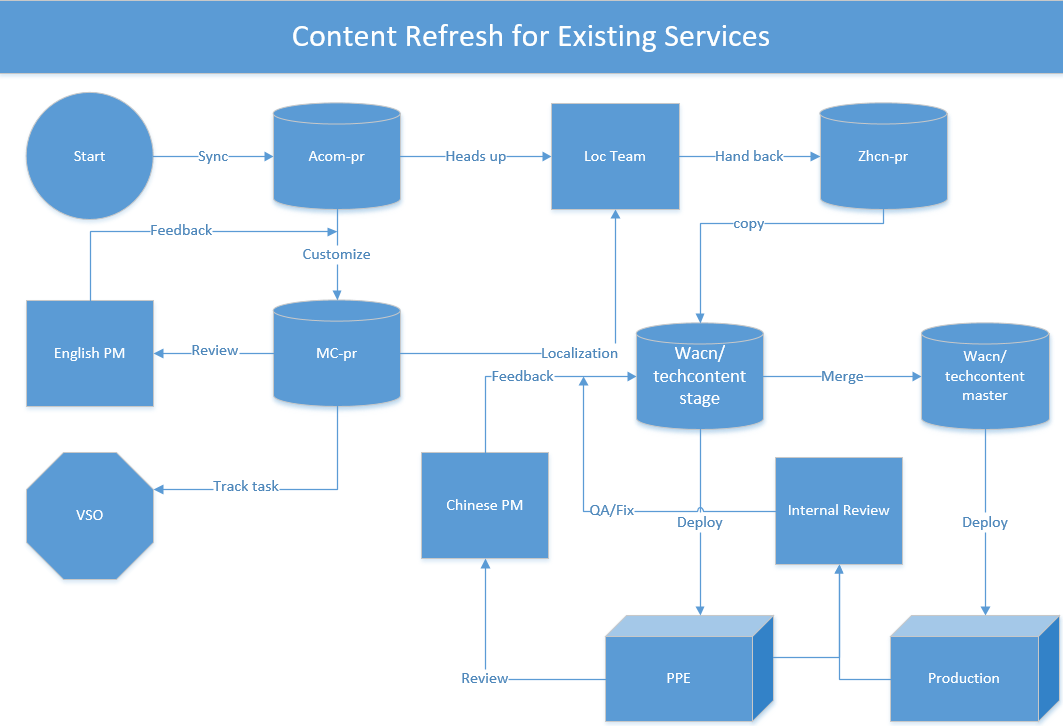 Content Refresh for Existing Services
Start
Sync
Acom-pr
Heads up
Loc Team
Hand back
Zhcn-pr
Feedback
copy
Customize
English PM
Review
MC-pr
Localization
Wacn/
techcontent
stage
Wacn/
techcontent
master
Feedback
Merge
Track task
VSO
Chinese PM
QA/Fix
Internal Review
Deploy
Deploy
Review
PPE
Production